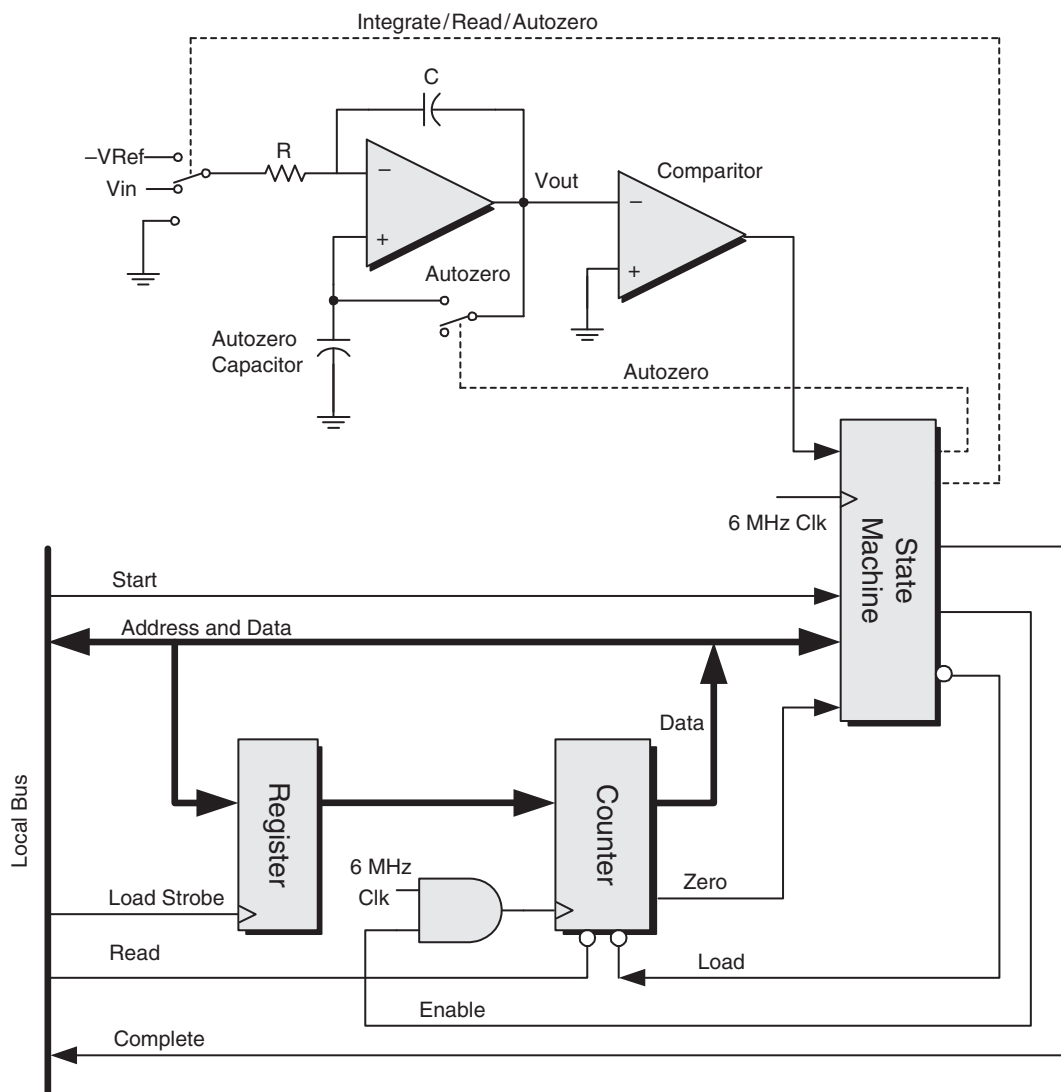 Integrate/Read/Autozero
C
R
–VRef
Vin
–
+
Vout
Comparitor
–
+
Autozero
Autozero
Capacitor
Autozero
6 MHz Clk
State
Machine
Start
Address and Data
Data
Local Bus
Register
Counter
6 MHz
Clk
Zero
Load Strobe
Read
Load
Enable
Complete